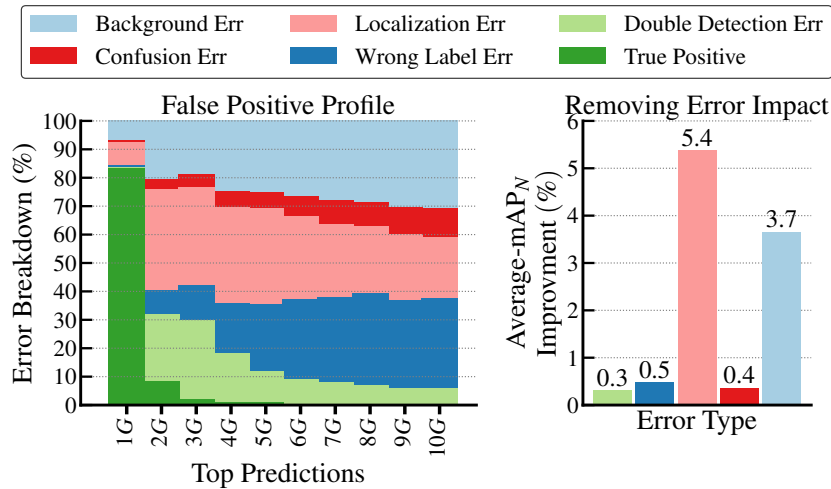 Background Err Localization Err Double Detection Err
Confusion Err Wrong Label Err True Positive
False Positive Profile
Error Breakdown (%)
100
90
80
70
60
50
40
30
20
10
0
1G 2G 3G 4G 5G 6G 7G 8G 9G 10G
Top Predictions
Removing Error Impact
Average-mAPN
Improvment (%)
6
5
4
3
2
1
0
0.3 0.5 5.4 0.4 3.7
Error Type